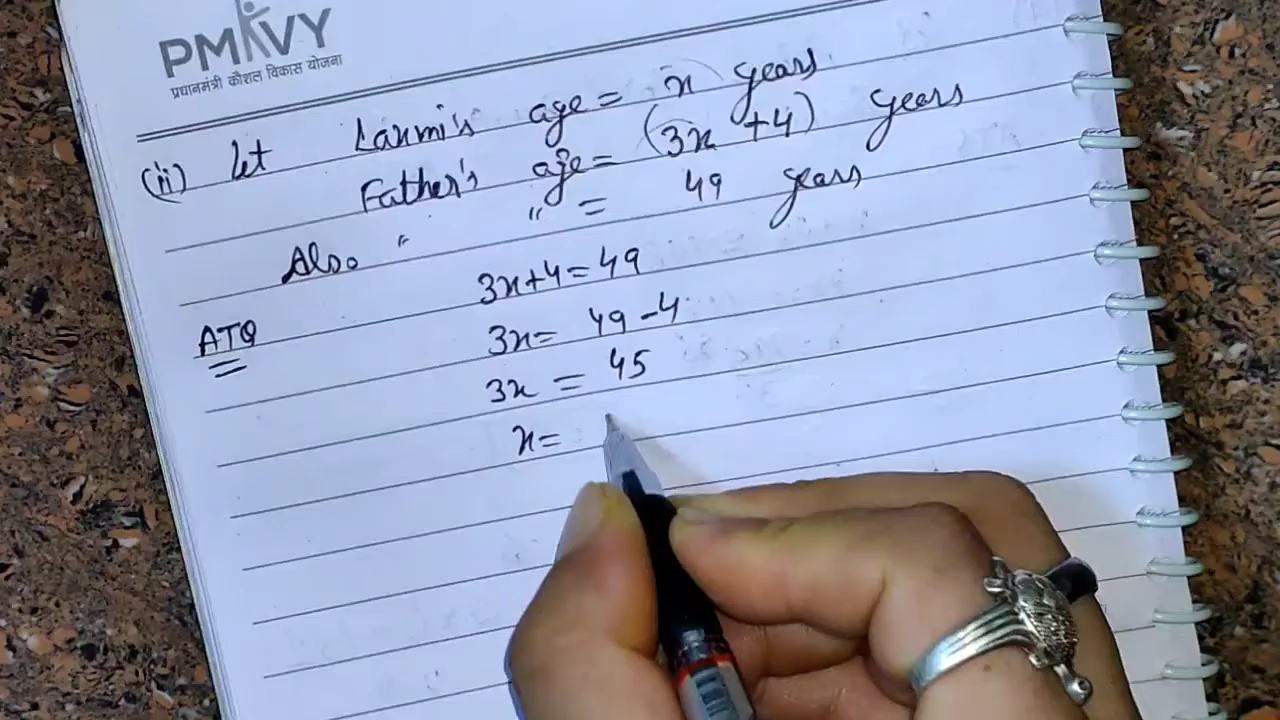 PMKVY
प्रधानमंत्री कौशल विकास योजना
(ii) Let Laxmi's age = x years.
Father's age = (3x + 4) years
Also " " = 49 years
ATQ 3x+4 = 49
3x = 49 - 4
3x = 45
x =